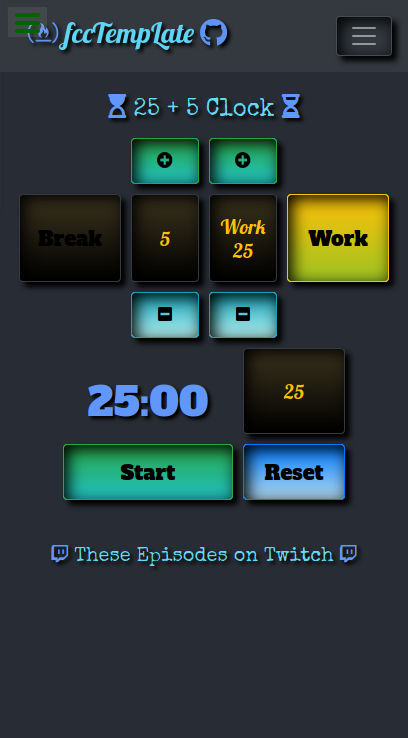 fccTempLate
25 + 5 Clock
Break
5
Work
25
Work
25:00
25
Start
Reset
These Episodes on Twitch